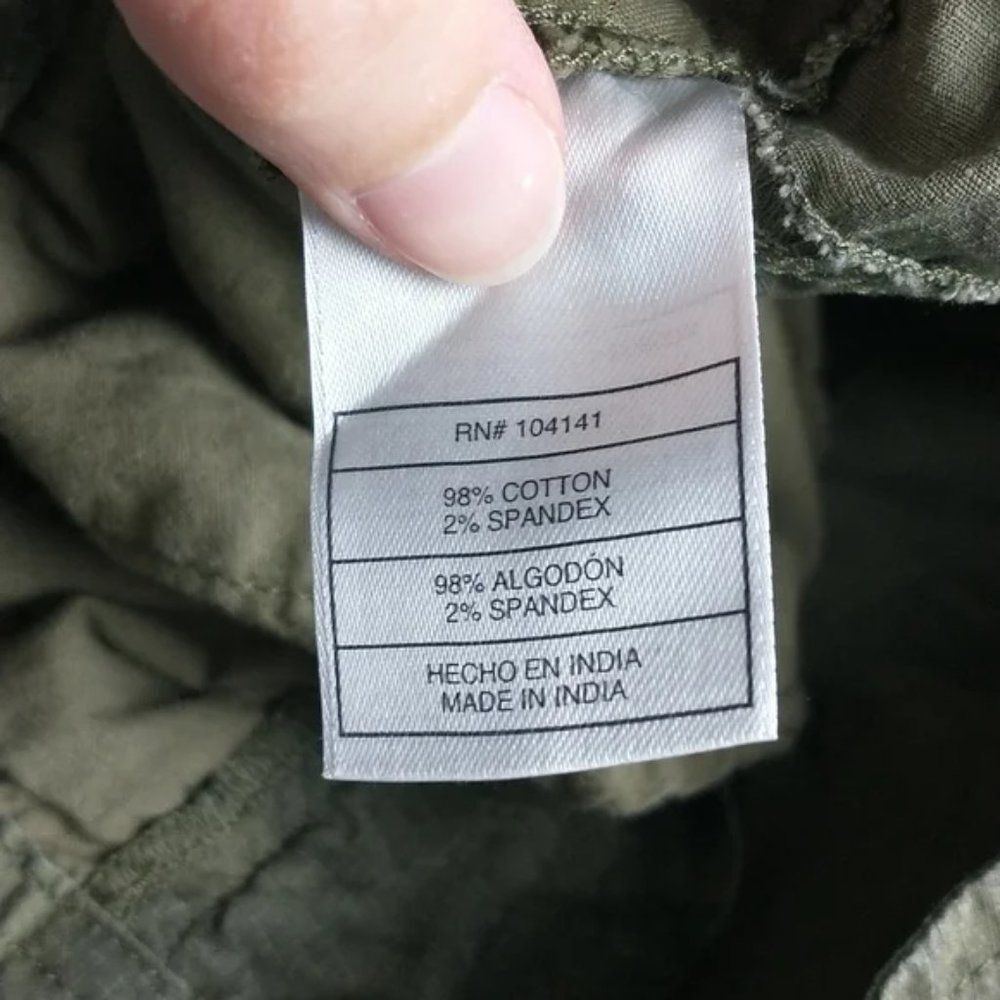 RN# 104141
98% COTTON
2% SPANDEX
98% ALGODÓN
2% SPANDEX
HECHO EN INDIA
MADE IN INDIA